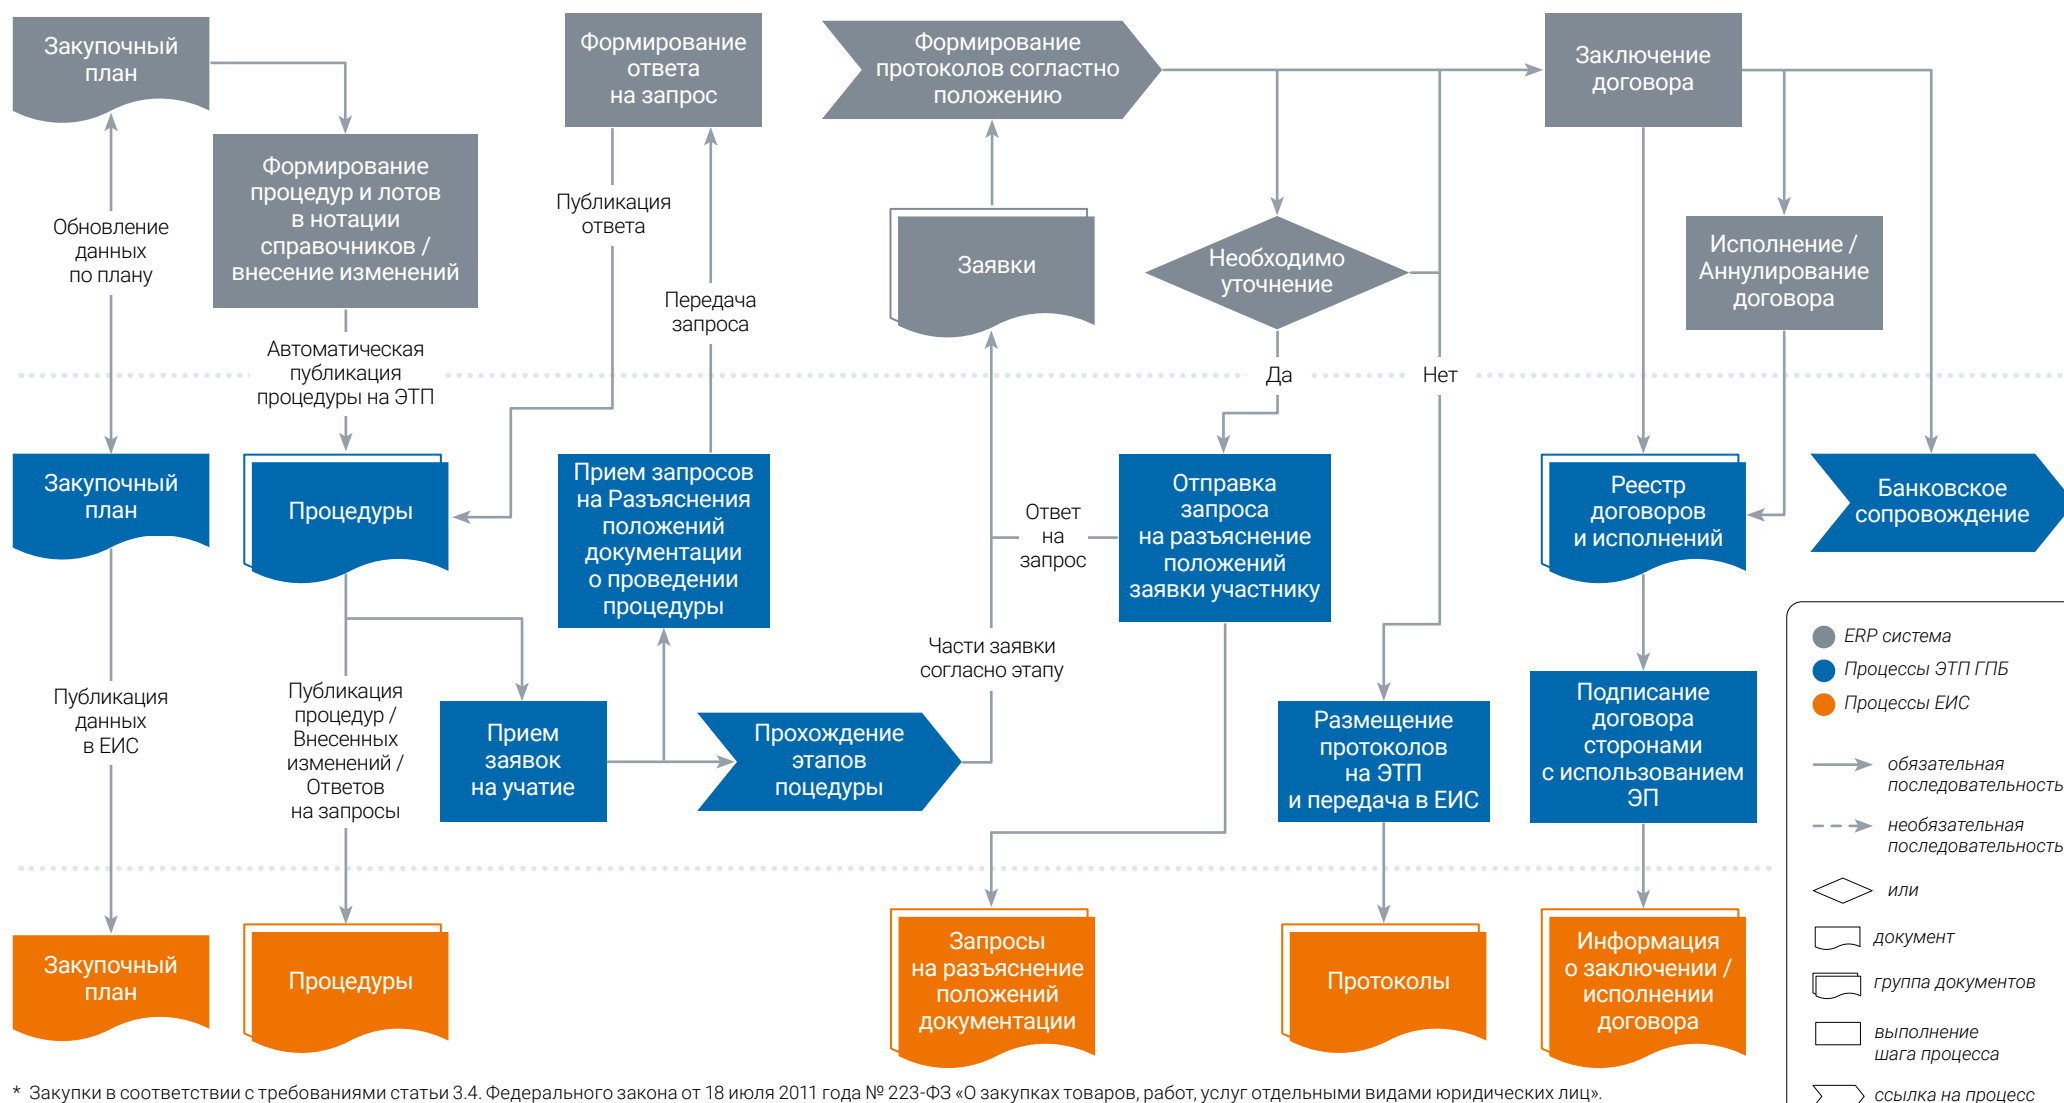 Закупочный
план
Формирование
ответа
на запрос
Формирование
протоколов согластно
положению
Заключение
договора
Формирование
процедур и лотов
в нотации
справочников /
внесение изменений
Обновление
данных
по плану
Публикация
ответа
Передача
запроса
Заявки
Необходимо
уточнение
Исполнение /
Аннулирование
договора
Автоматическая
публикация
процедуры на ЭТП
Да
Нет
Закупочный
план
Процедуры
Прием запросов
на Разъяснения
положений
документации
о проведении
процедуры
Ответ
на
запрос
Отправка
запроса
на разъяснение
положений
заявки участнику
Реестр
договоров
и исполнений
Банковское
сопровождение
Публикация
данных
в ЕИС
Публикация
процедур /
Внесенных
изменений /
Ответов
на запросы
Прием
заявок
на учатие
Прохождение
этапов
поцедуры
Части заявки
согласно этапу
Размещение
протоколов
на ЭТП
и передача в ЕИС
Подписание
договора
сторонами
с использованием
ЭП
Закупочный
план
Процедуры
Запросы
на разъяснение
положений
документации
Протоколы
Информация
о заключении /
исполнении
договора
ERP система
Процессы ЭТП ГПБ
Процессы ЕИС
обязательная
последовательность
необязательная
последовательность
или
документ
группа документов
выполнение
шага процесса
ссылка на процесс
* Закупки в соответствии с требованиями статьи 3.4. Федерального закона от 18 июля 2011 года № 223-ФЗ «О закупках товаров, работ, услуг отдельными видами юридических лиц».